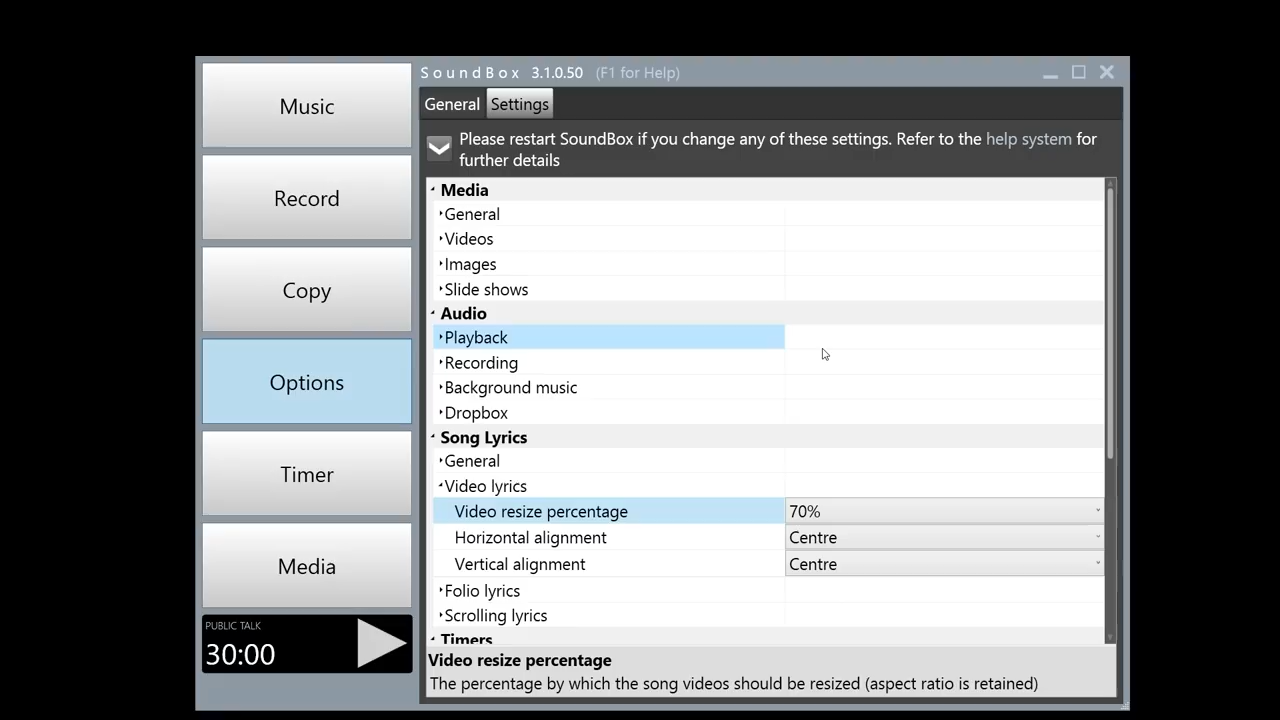 SoundBox 3.1.0.50 (F1 for Help)
Music
Record
Copy
Options
Timer
Media
PUBLIC TALK
30:00
General Settings
Please restart SoundBox if you change any of these settings. Refer to the help system for
further details
Media
General
Videos
Images
Slide shows
Audio
Playback
Recording
Background music
Dropbox
Song Lyrics
General
Video lyrics
Video resize percentage 70%
Horizontal alignment Centre
Vertical alignment Centre
Folio lyrics
Scrolling lyrics
Timers
Video resize percentage
The percentage by which the song videos should be resized (aspect ratio is retained)